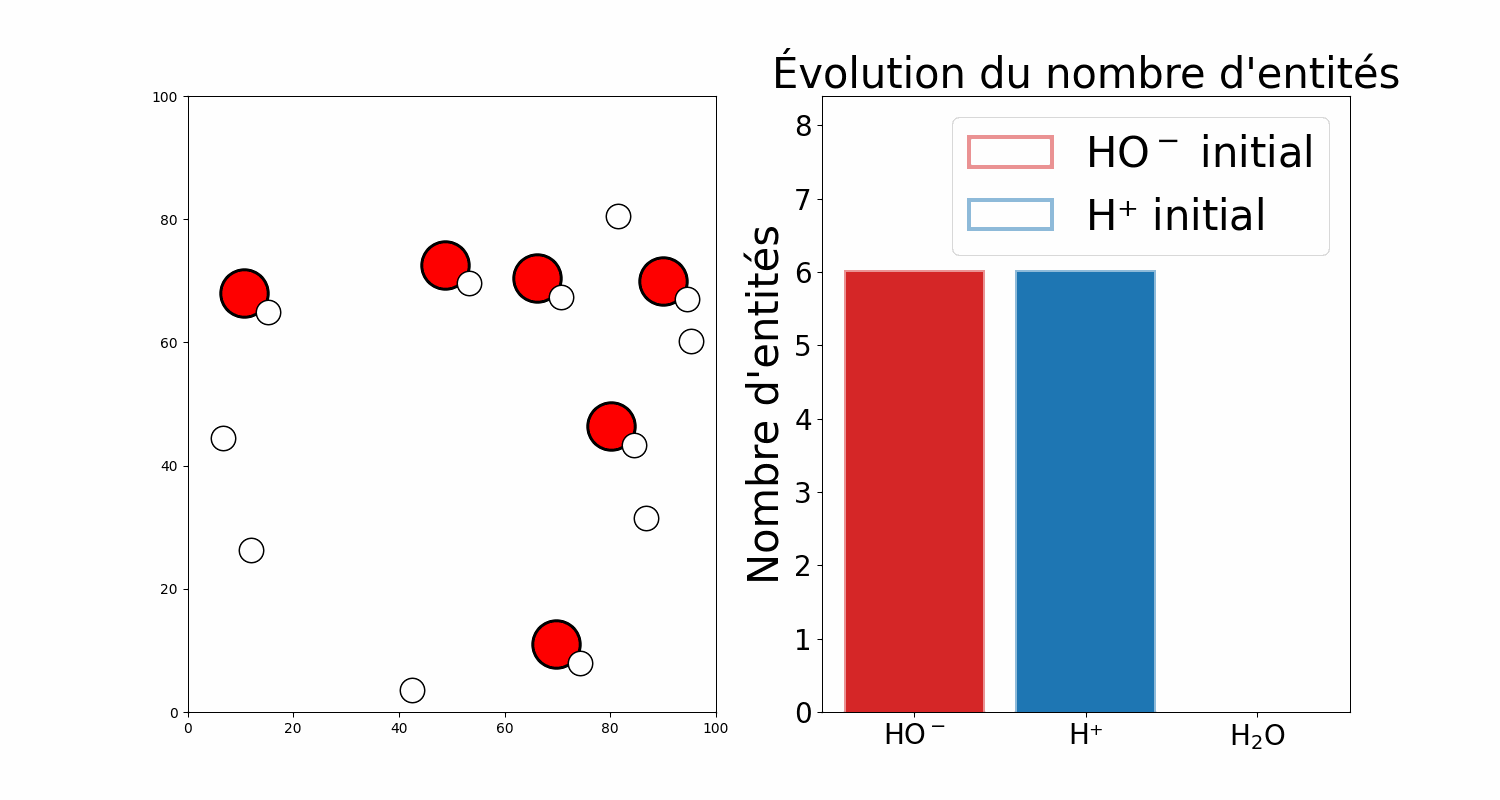 Évolution du nombre d'entités
100
80
60
40
20
0
0 20 40 60 80 100
Nombre d'entités
8
7
6
5
4
3
2
1
0
HO⁻ initial
H⁺ initial
HO⁻ H⁺ H₂O